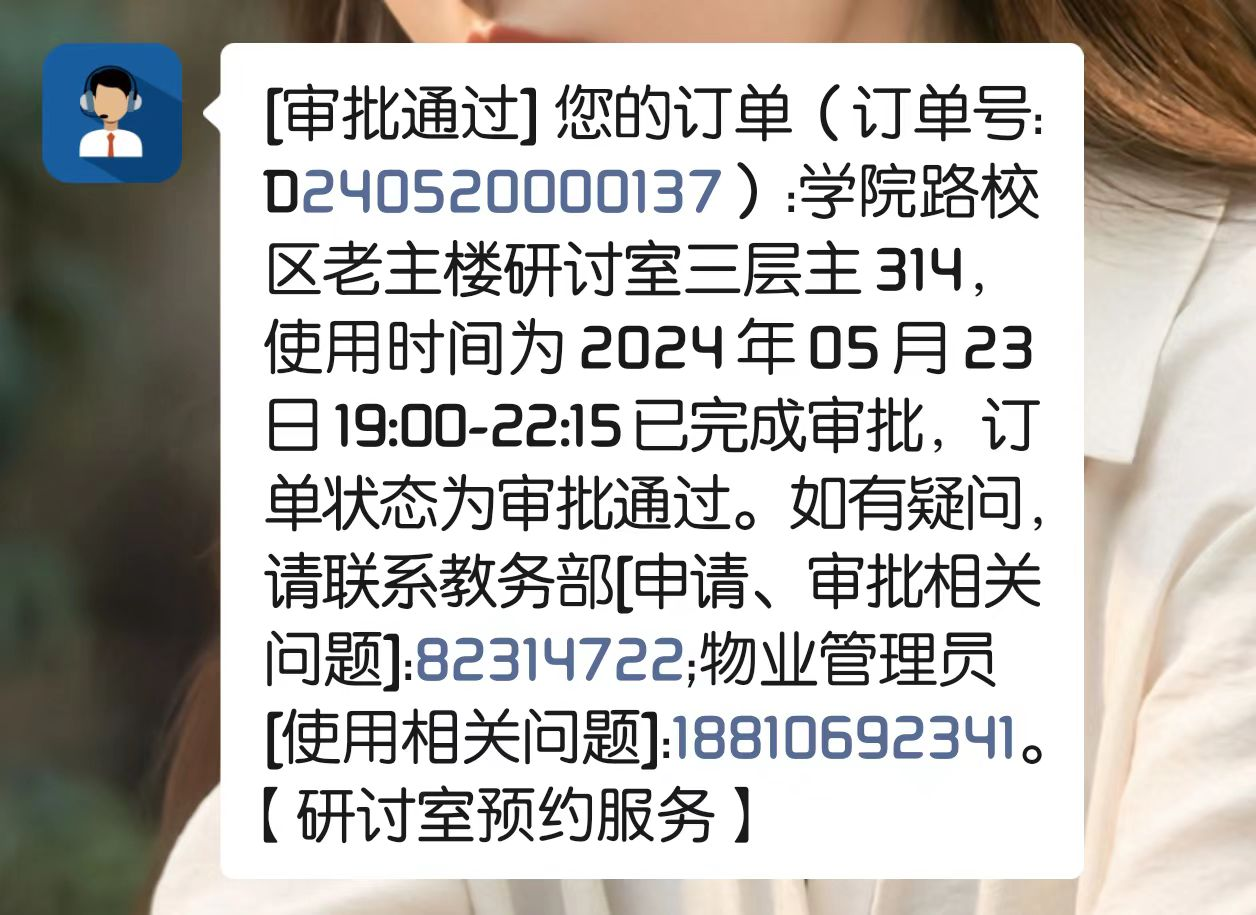 [审批通过] 您的订单（订单号:
D240520000137）:学院路校
区老主楼研讨室三层主 314，
使用时间为 2024 年 05 月 23
日 19:00-22:15 已完成审批，订
单状态为审批通过。如有疑问，
请联系教务部[申请、审批相关
问题]:82314722;物业管理员
[使用相关问题]:18810692341。
【研讨室预约服务】